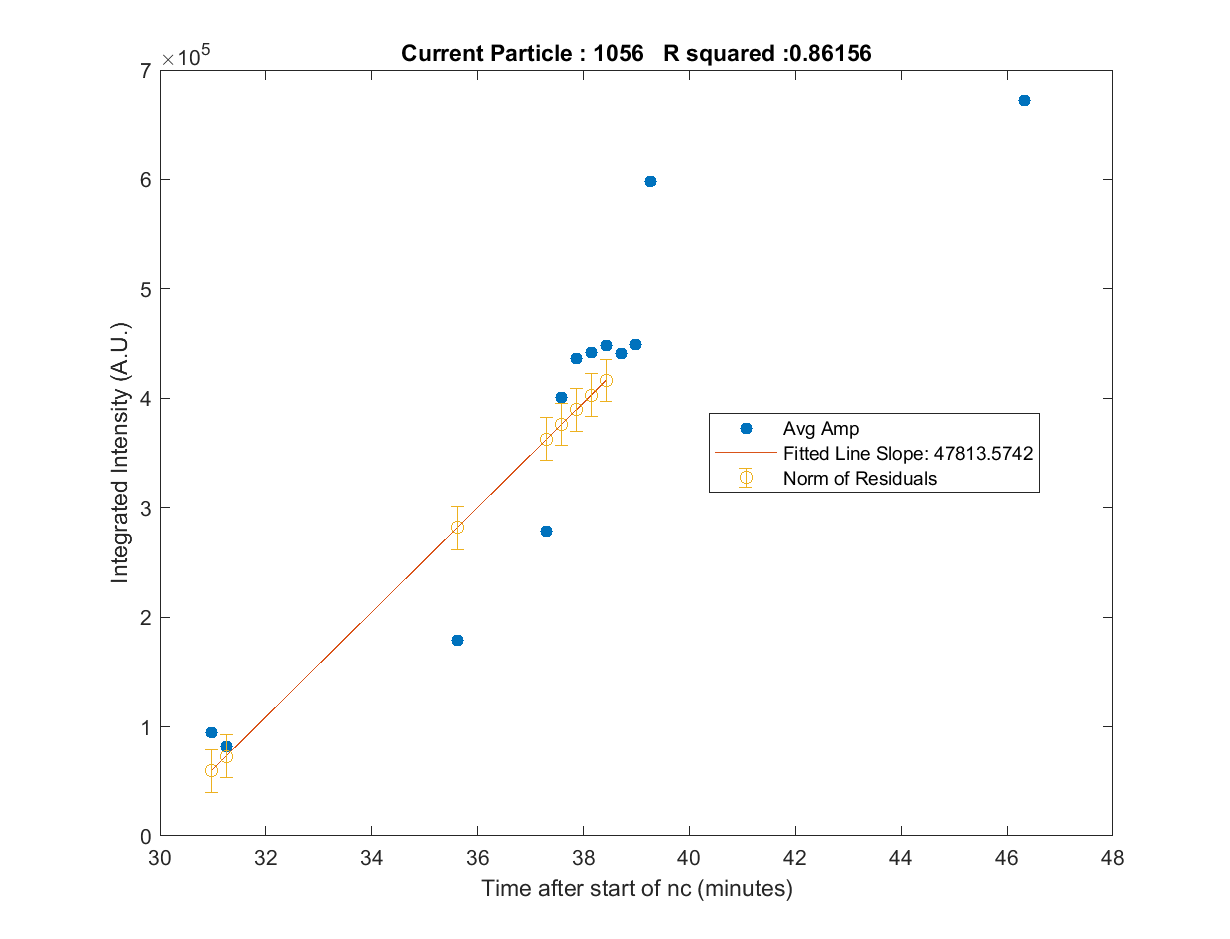 Current Particle : 1056   R squared :0.86156
×10^5
7
6
5
4
3
2
1
0
30 32 34 36 38 40 42 44 46 48
Integrated Intensity (A.U.)
Time after start of nc (minutes)
Avg Amp
Fitted Line Slope: 47813.5742
Norm of Residuals